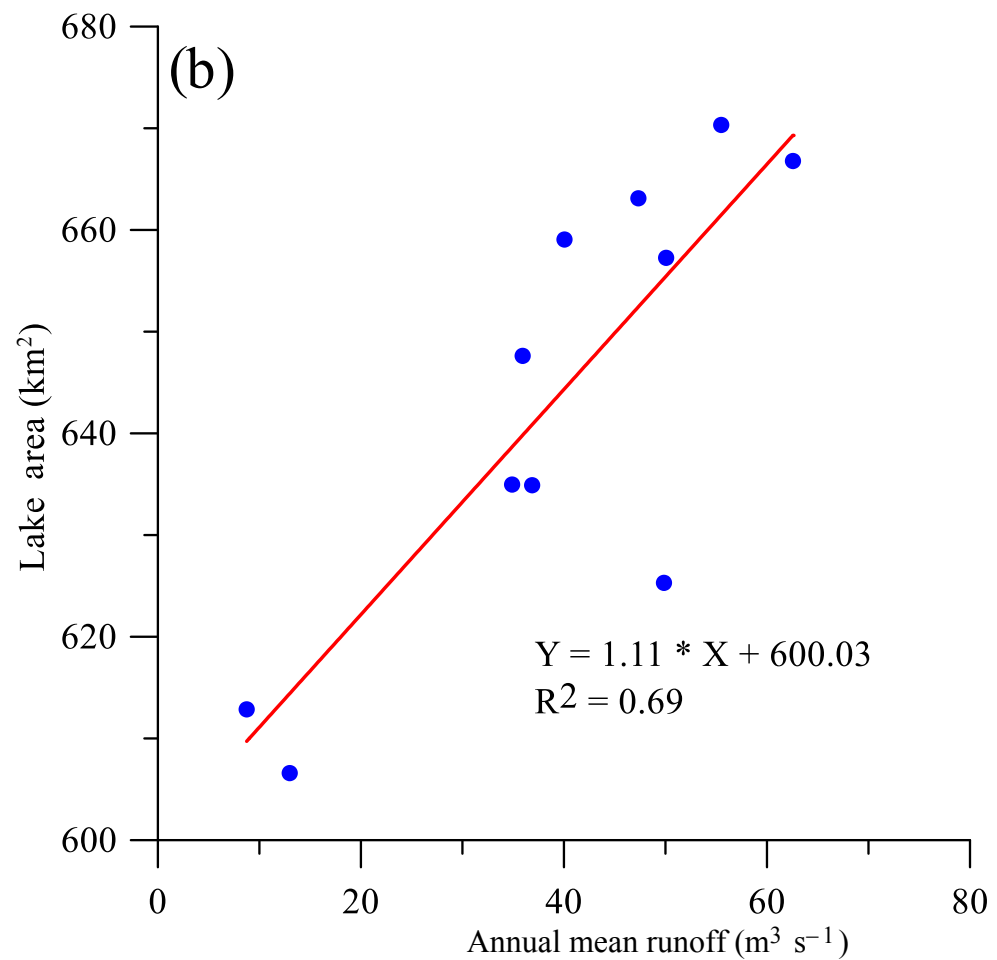 (b)
680
660
640
620
600
Lake area (km²)
Y = 1.11 * X + 600.03
R2 = 0.69
0 20 40 60 80
Annual mean runoff (m³ s⁻¹)